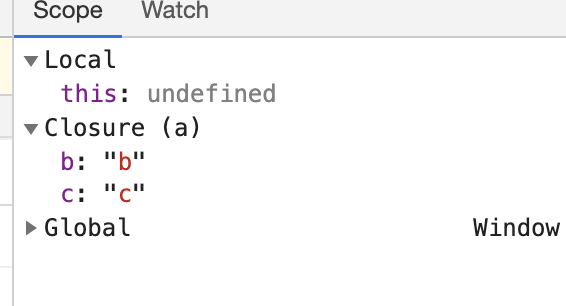 Scope Watch
Local
this: undefined
Closure (a)
b: "b"
c: "c"
Global Window